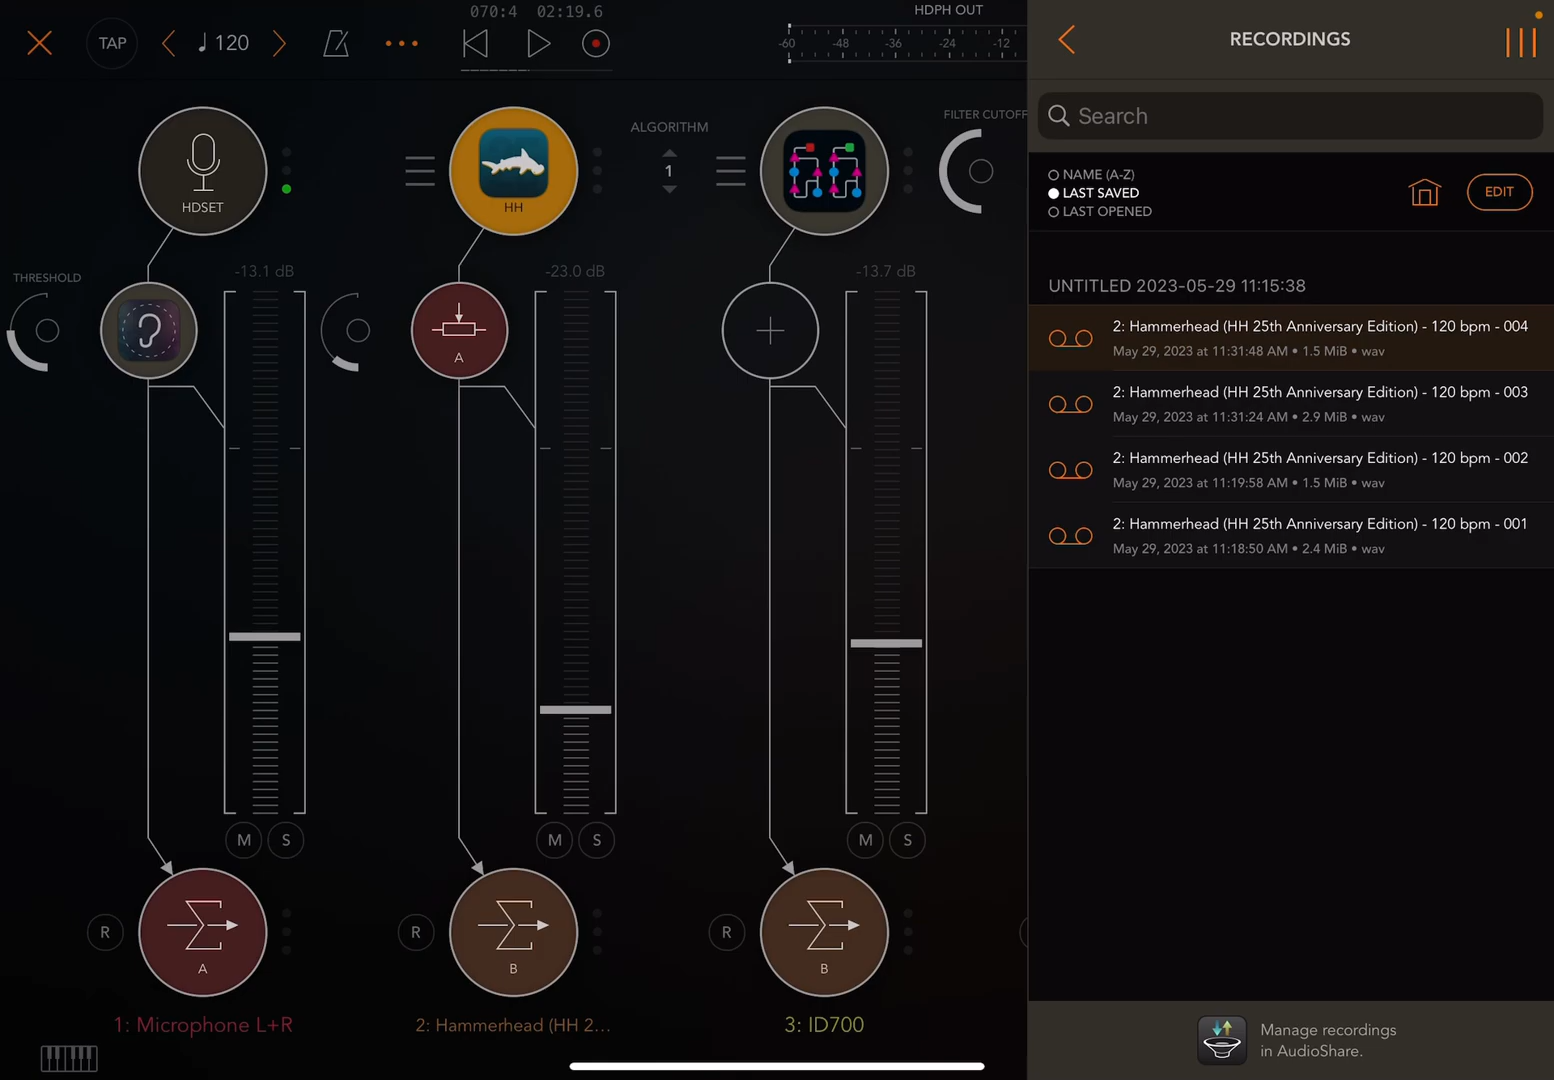 070:4 02:19.6
HDPH OUT
TAP
120
-60 -48 -36 -24 -12
RECORDINGS
Search
NAME (A-Z)
LAST SAVED
LAST OPENED
EDIT
UNTITLED 2023-05-29 11:15:38
2: Hammerhead (HH 25th Anniversary Edition) - 120 bpm - 004
May 29, 2023 at 11:31:48 AM • 1.5 MiB • wav
2: Hammerhead (HH 25th Anniversary Edition) - 120 bpm - 003
May 29, 2023 at 11:31:24 AM • 2.9 MiB • wav
2: Hammerhead (HH 25th Anniversary Edition) - 120 bpm - 002
May 29, 2023 at 11:19:58 AM • 1.5 MiB • wav
2: Hammerhead (HH 25th Anniversary Edition) - 120 bpm - 001
May 29, 2023 at 11:18:50 AM • 2.4 MiB • wav
Manage recordings
in AudioShare.
HDSET
HH
ALGORITHM
1
FILTER CUTOFF
THRESHOLD
-13.1 dB
-23.0 dB
-13.7 dB
A
M S
M S
M S
R
A
R
B
R
B
1: Microphone L+R
2: Hammerhead (HH 2...
3: ID700